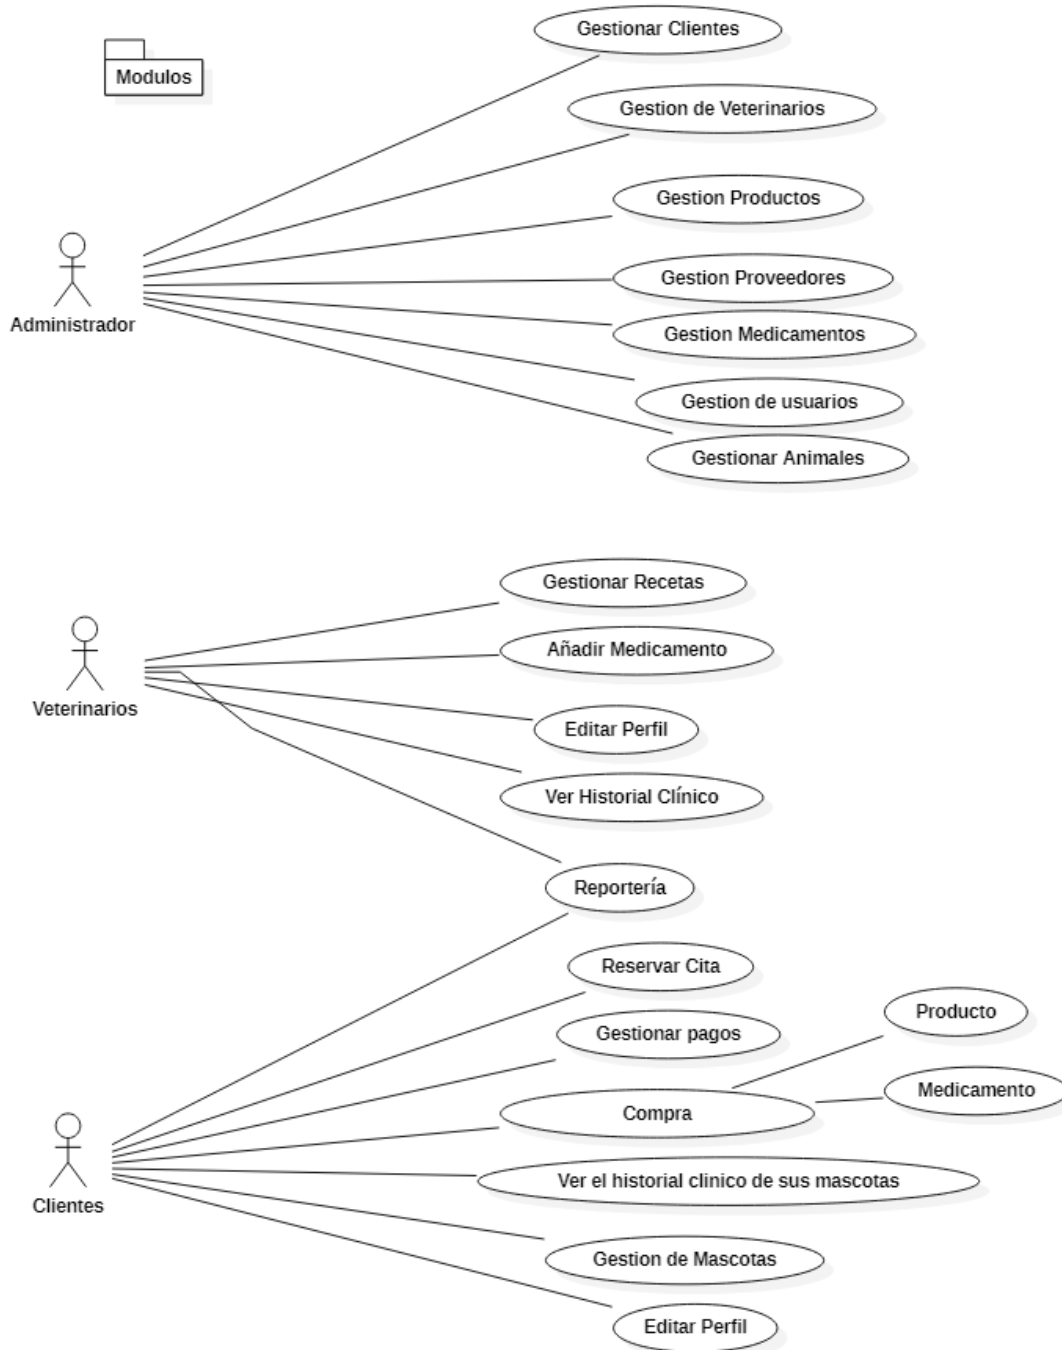 Gestionar Clientes
Modulos
Gestion de Veterinarios
Gestion Productos
Gestion Proveedores
Administrador
Gestion Medicamentos
Gestion de usuarios
Gestionar Animales
Gestionar Recetas
Añadir Medicamento
Veterinarios
Editar Perfil
Ver Historial Clínico
Reportería
Reservar Cita
Producto
Gestionar pagos
Medicamento
Compra
Ver el historial clinico de sus mascotas
Clientes
Gestion de Mascotas
Editar Perfil